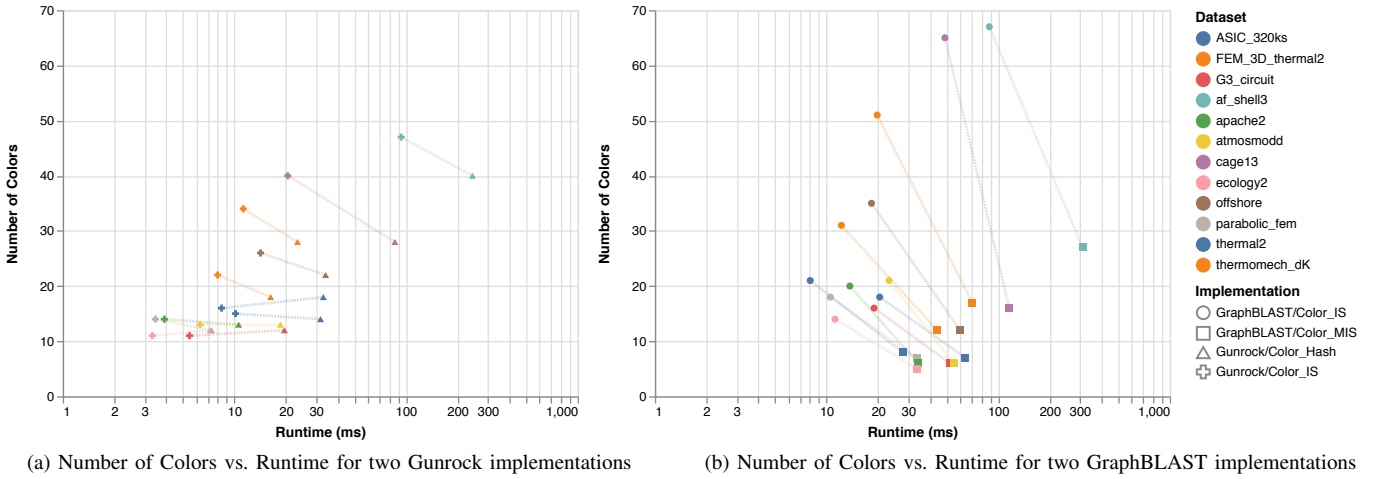 70
60
50
40
30
20
10
0
Number of Colors
1 2 3 10 20 30 100 200 300 1,000
Runtime (ms)
(a) Number of Colors vs. Runtime for two Gunrock implementations
70
60
50
40
30
20
10
0
Number of Colors
1 2 3 10 20 30 100 200 300 1,000
Runtime (ms)
(b) Number of Colors vs. Runtime for two GraphBLAST implementations
Dataset
ASIC_320ks
FEM_3D_thermal2
G3_circuit
af_shell3
apache2
atmosmodd
cage13
ecology2
offshore
parabolic_fem
thermal2
thermomech_dK
Implementation
GraphBLAST/Color_IS
GraphBLAST/Color_MIS
Gunrock/Color_Hash
Gunrock/Color_IS